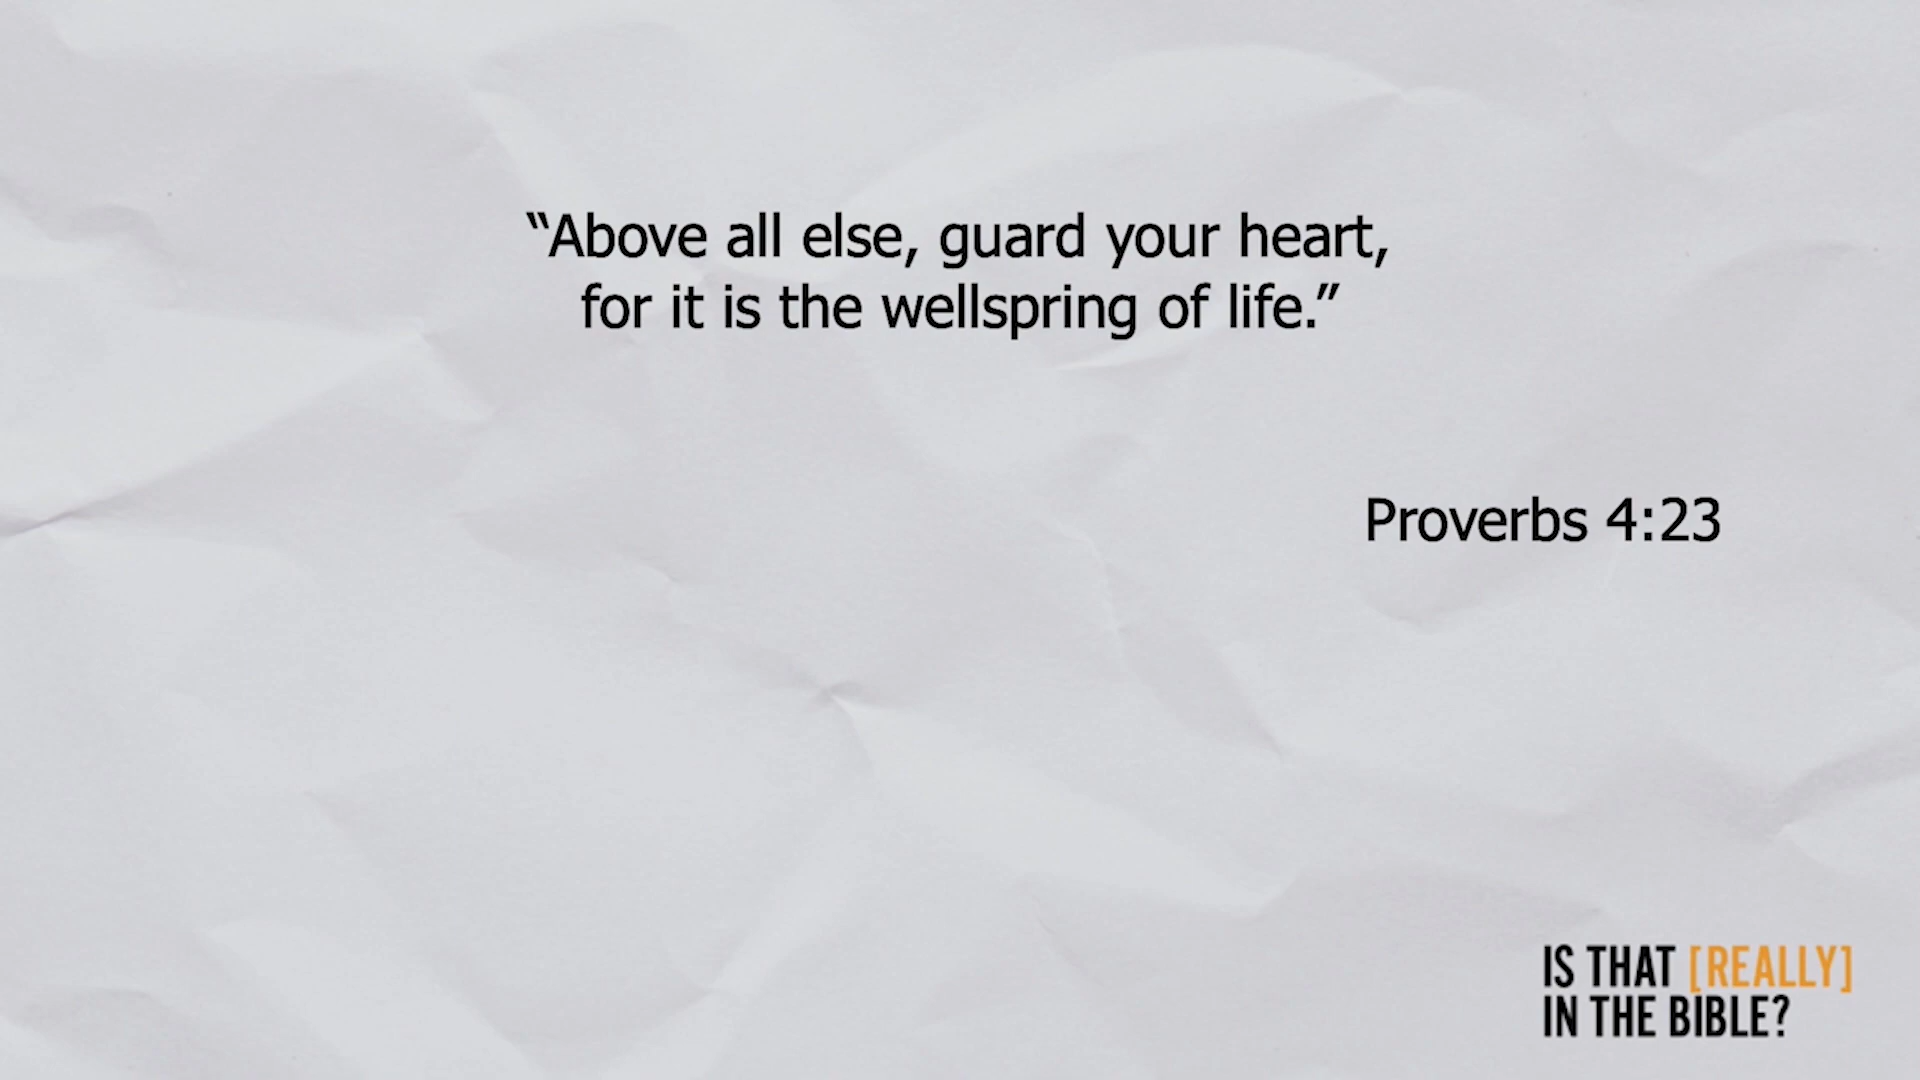 “Above all else, guard your heart,
for it is the wellspring of life.”
Proverbs 4:23
IS THAT [REALLY]
IN THE BIBLE?